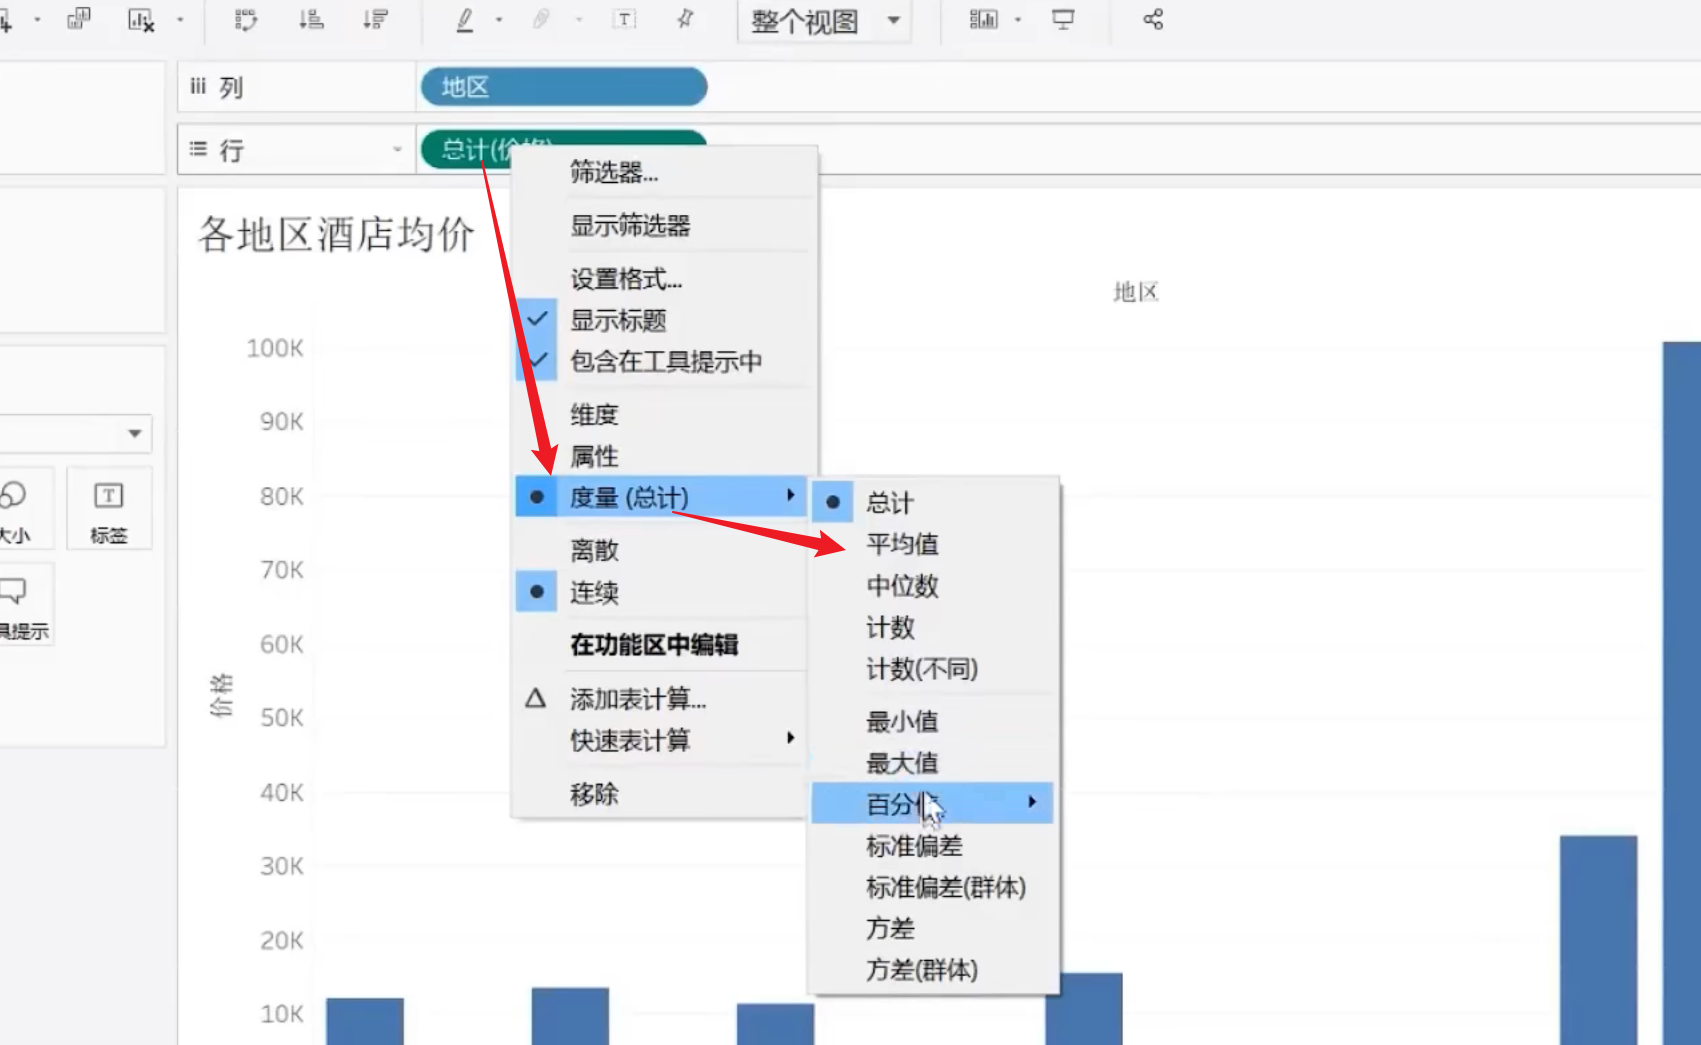 整个视图
列
地区
行
总计(价格)
各地区酒店均价
地区
100K
90K
80K
70K
60K
50K
40K
30K
20K
10K
价格
大小
标签
具提示
筛选器...
显示筛选器
设置格式...
显示标题
包含在工具提示中
维度
属性
度量 (总计)
离散
连续
在功能区中编辑
添加表计算...
快速表计算
移除
总计
平均值
中位数
计数
计数(不同)
最小值
最大值
百分位
标准偏差
标准偏差(群体)
方差
方差(群体)